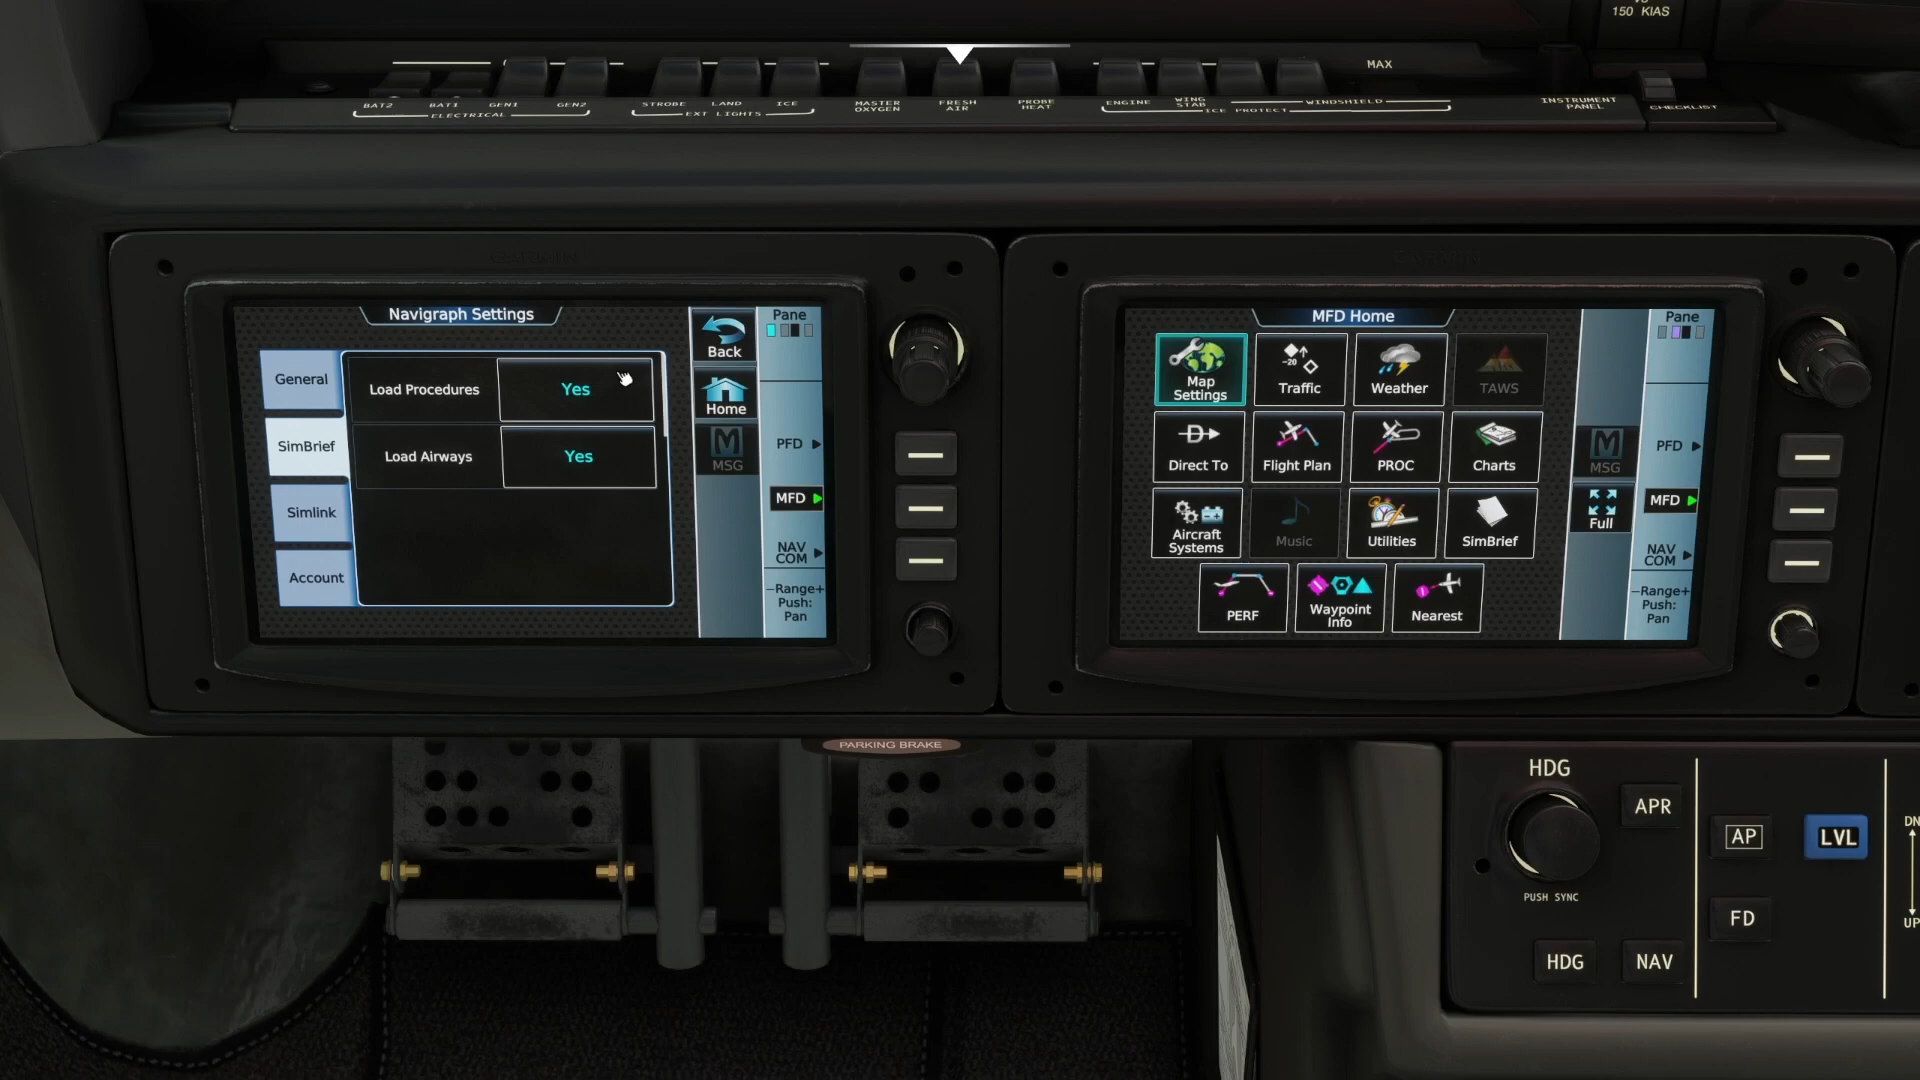 150 KIAS
MAX
BAT2
BAT1
GEN1
GEN2
ELECTRICAL
STROBE
LAND
ICE
EXT LIGHTS
MASTER
OXYGEN
FRESH
AIR
PROBE
HEAT
ENGINE
WING
STAB
WINDSHIELD
ICE PROTECT
INSTRUMENT
PANEL
CHECKLIST
Navigraph Settings
General
SimBrief
Simlink
Account
Load Procedures
Yes
Load Airways
Yes
Back
Home
MSG
Pane
PFD
MFD
NAV
COM
−Range+
Push:
Pan
MFD Home
Map
Settings
Traffic
-20
Weather
TAWS
Direct To
Flight Plan
PROC
Charts
Aircraft
Systems
Music
Utilities
SimBrief
PERF
Waypoint
Info
Nearest
MSG
Full
Pane
PFD
MFD
NAV
COM
−Range+
Push:
Pan
PARKING BRAKE
HDG
PUSH SYNC
APR
HDG
NAV
AP
FD
LVL
DN
UP